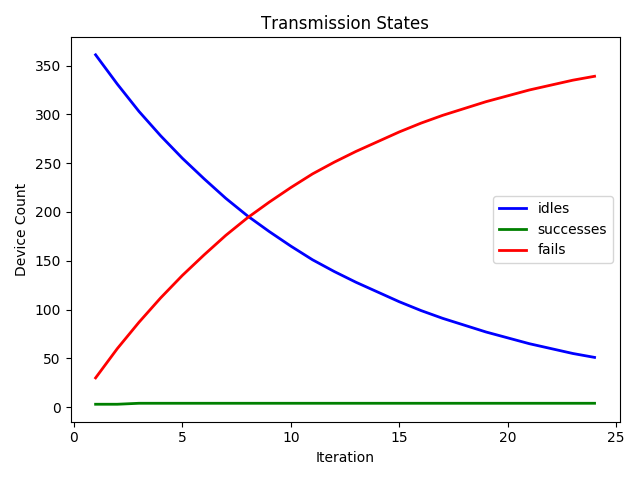 Transmission States
Device Count
350
300
250
200
150
100
50
0
idles
successes
fails
0 5 10 15 20 25
Iteration